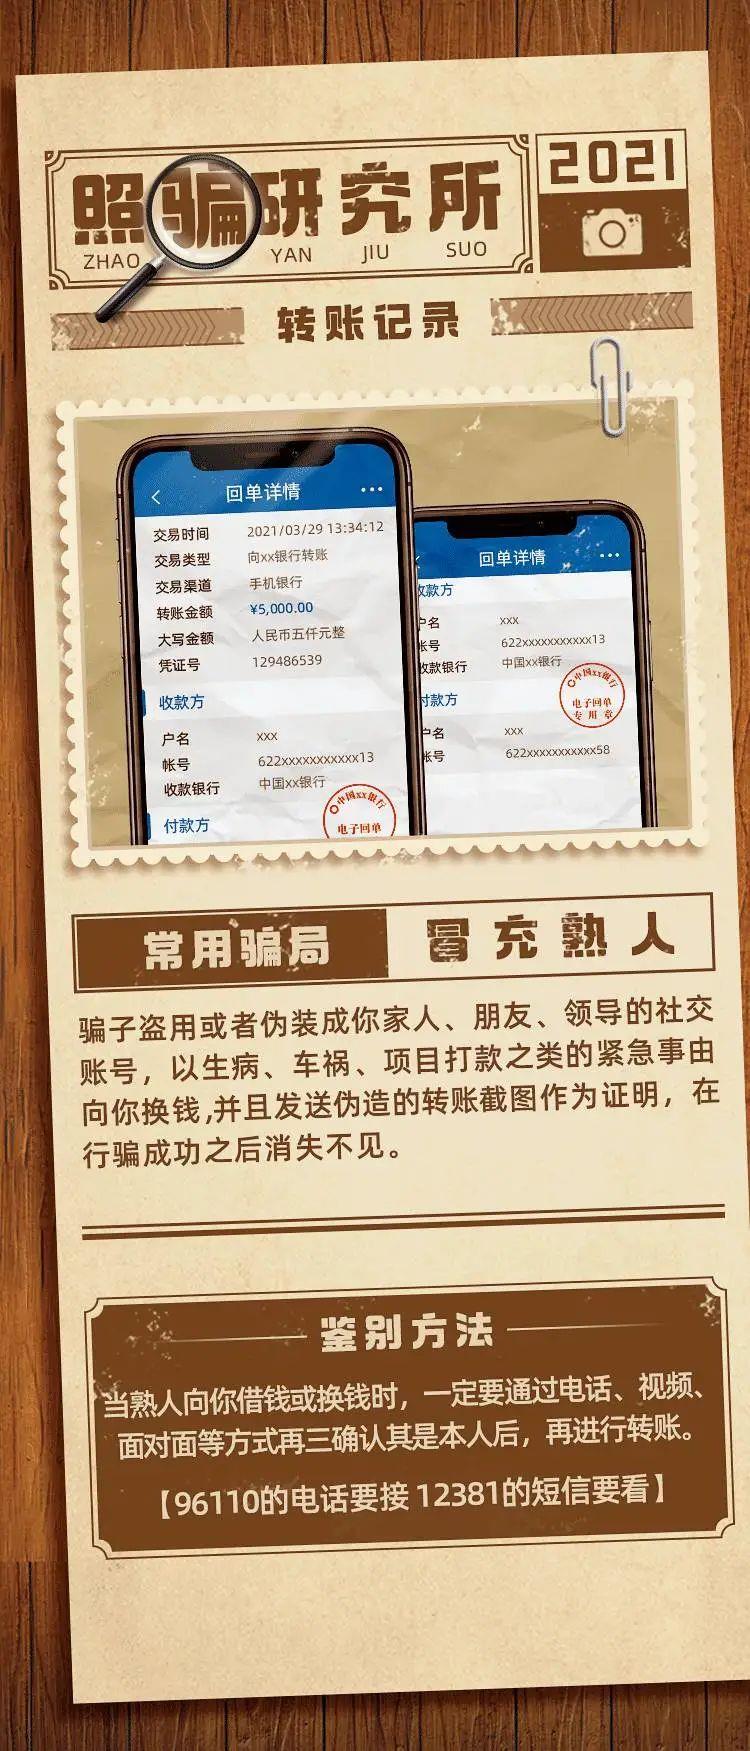 照骗研究所
ZHAO YAN JIU SUO
2021
转账记录
回单详情
交易时间 2021/03/29 13:34:12
交易类型 向xx银行转账
交易渠道 手机银行
转账金额 ¥5,000.00
大写金额 人民币五仟元整
凭证号 129486539
收款方
户名 xxx
帐号 622xxxxxxxxxxxx13
收款银行 中国xx银行
付款方
中国xx银行
电子回单
回单详情
收款方
户名 xxx
帐号 622xxxxxxxxxxxx13
收款银行 中国xx银行
付款方
中国xx银行
电子回单
专用章
户名 xxx
帐号 622xxxxxxxxxxxx58
常用骗局 冒充熟人
骗子盗用或者伪装成你家人、朋友、领导的社交
账号，以生病、车祸、项目打款之类的紧急事由
向你换钱,并且发送伪造的转账截图作为证明，在
行骗成功之后消失不见。
鉴别方法
当熟人向你借钱或换钱时，一定要通过电话、视频、
面对面等方式再三确认其是本人后，再进行转账。
【96110的电话要接 12381的短信要看】